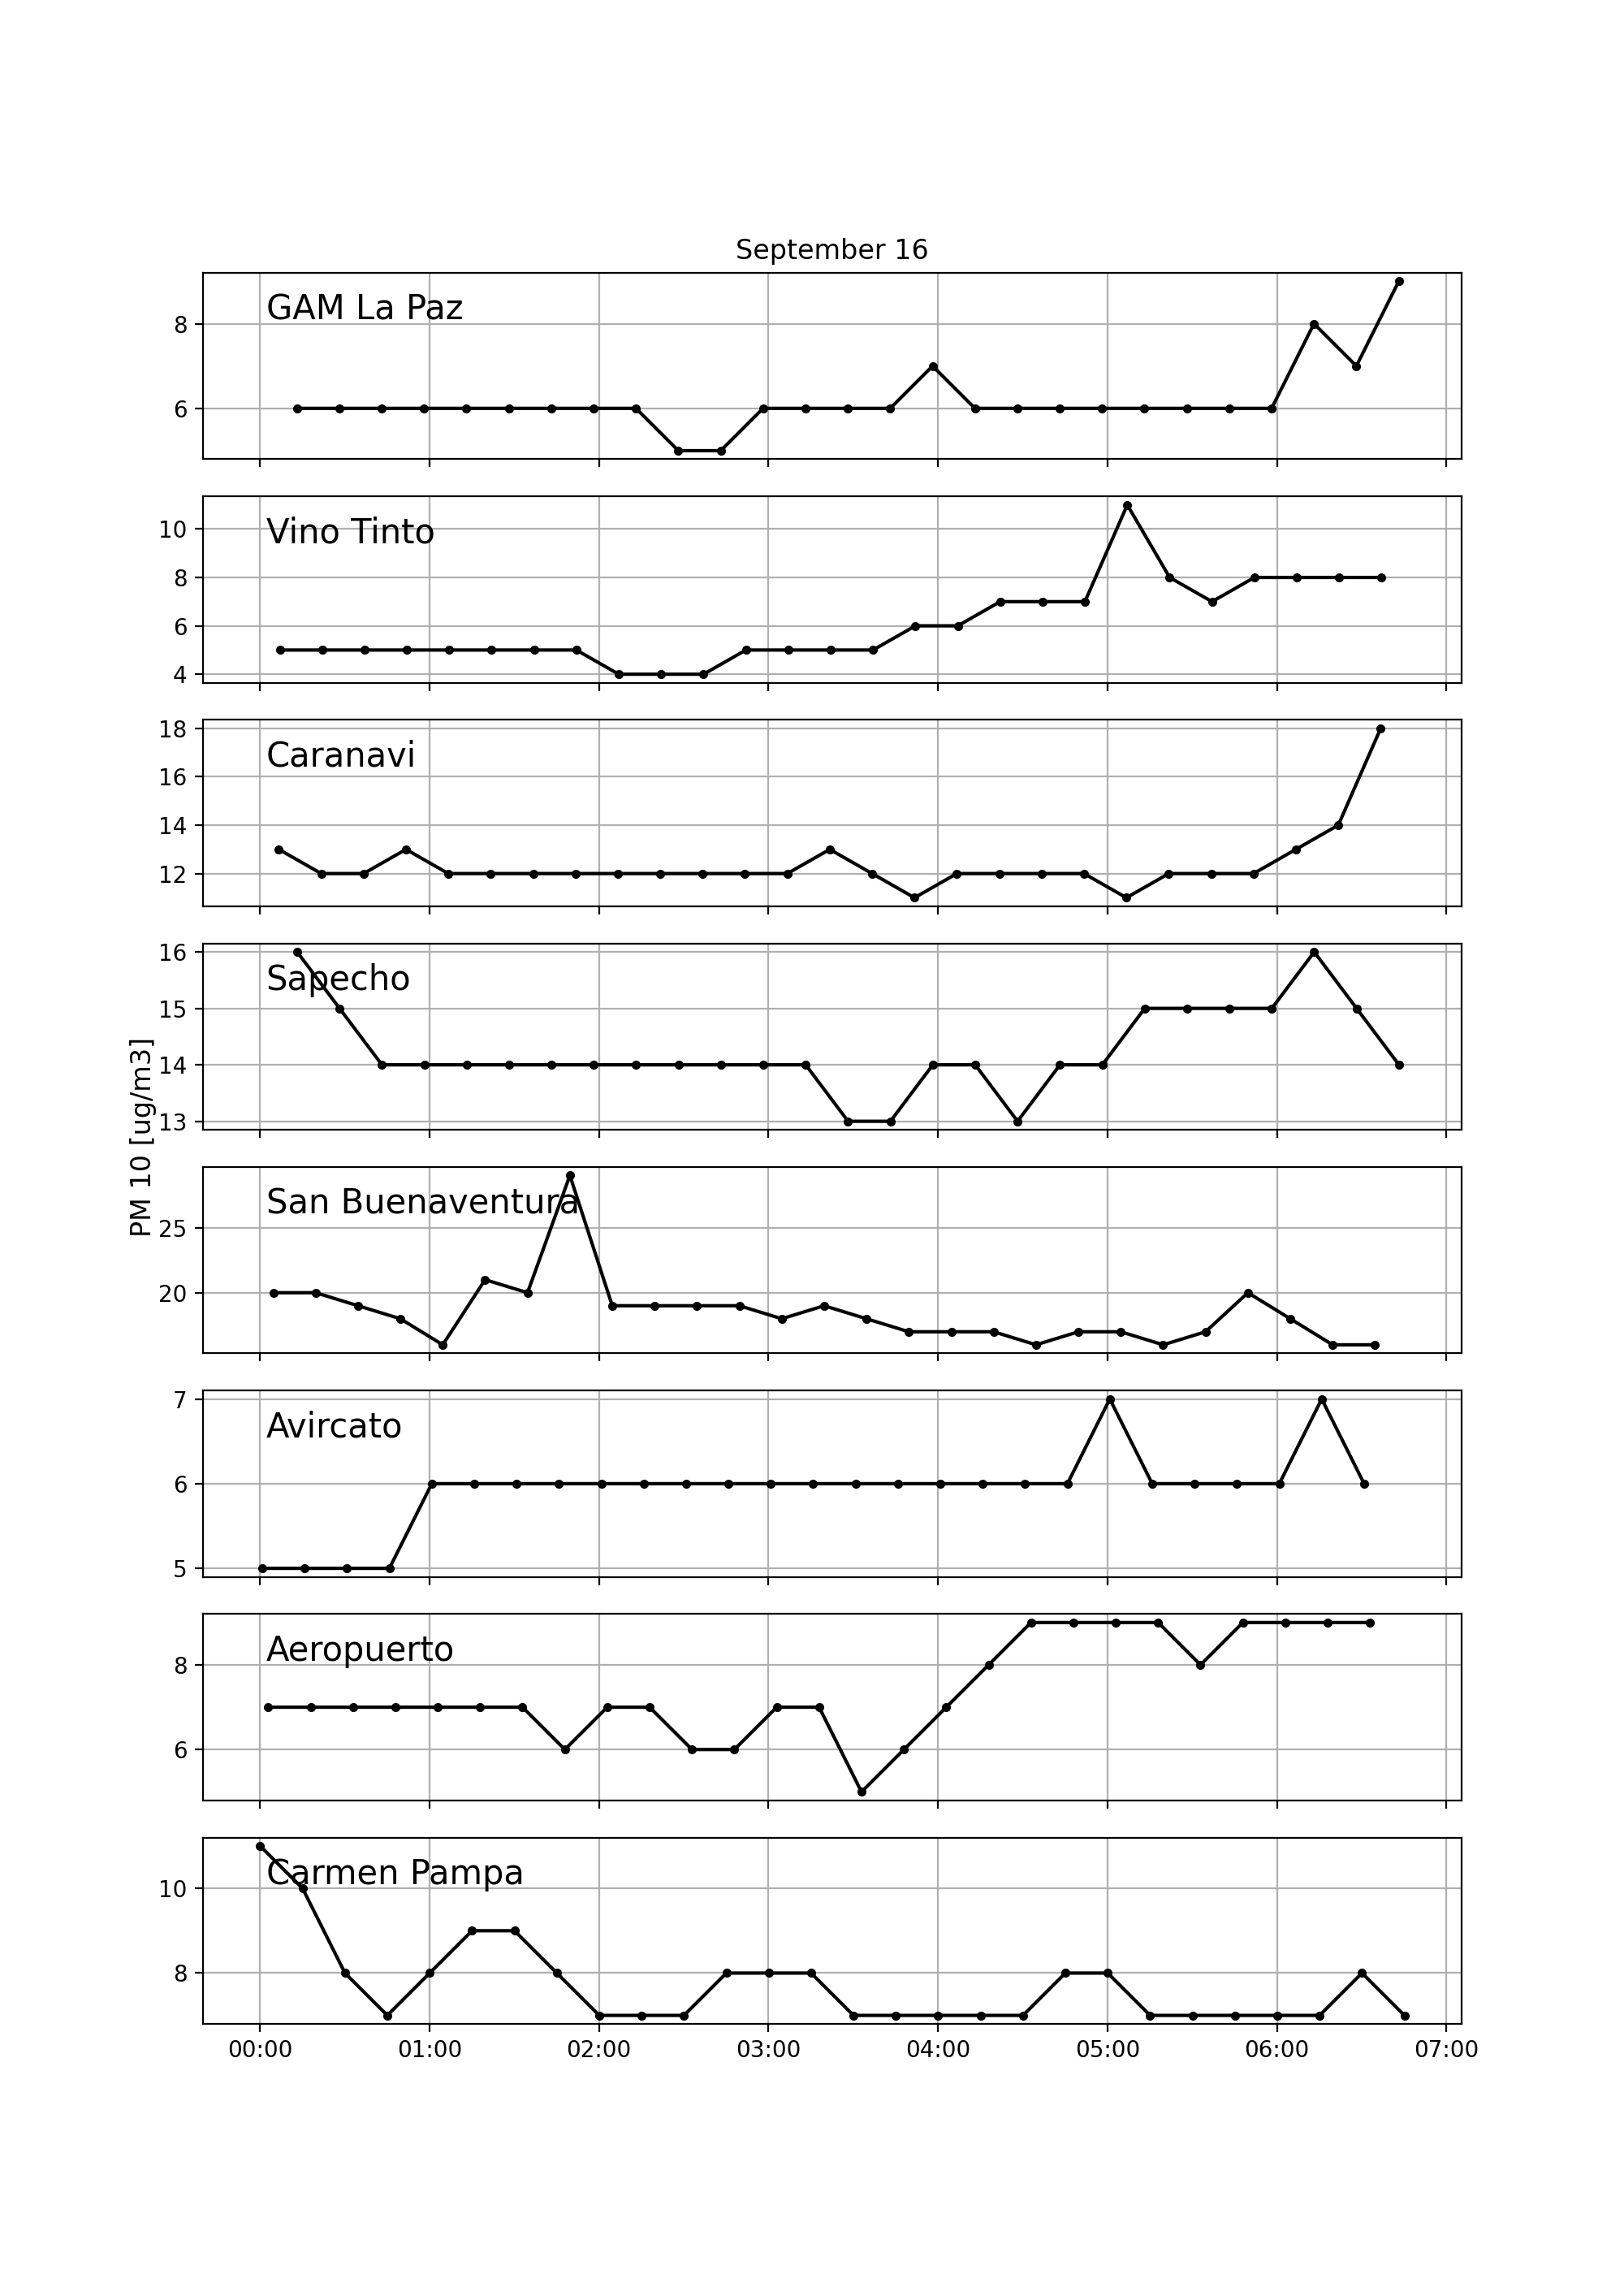 September 16
GAM La Paz
8
6
Vino Tinto
10
8
6
4
Caranavi
18
16
14
12
Sapecho
16
15
14
13
PM 10 [ug/m3]
San Buenaventura
25
20
Avircato
7
6
5
Aeropuerto
8
6
Carmen Pampa
10
8
00:00 01:00 02:00 03:00 04:00 05:00 06:00 07:00